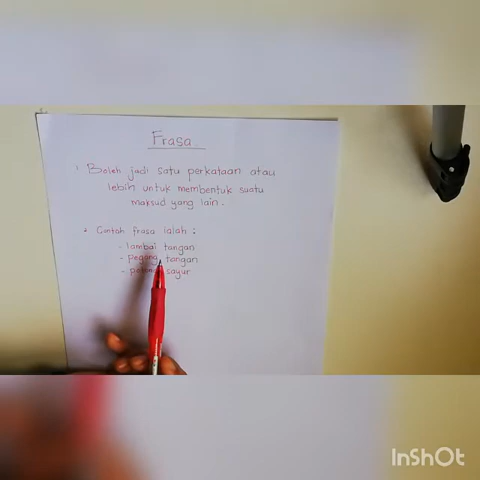 Frasa
Boleh jadi satu perkataan atau
lebih untuk membentuk suatu
maksud yang lain.
Contoh frasa ialah :
- lambai tangan
- pegang tangan
- sayur
InShOt